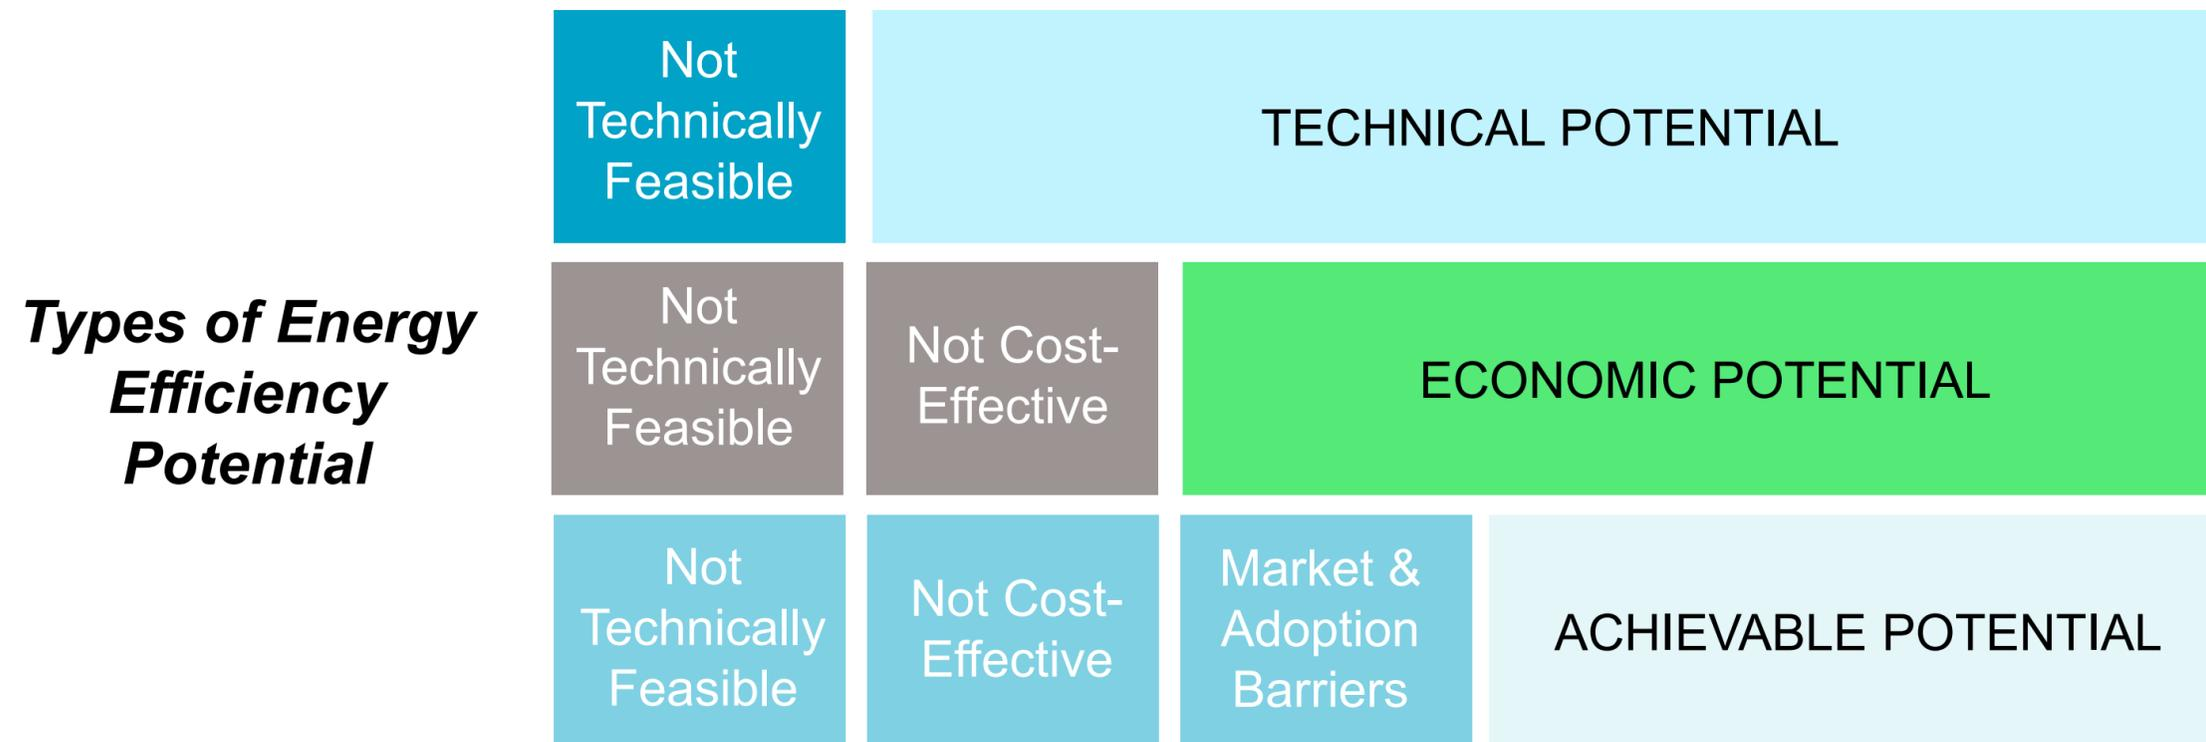 Types of Energy
Efficiency
Potential
Not
Technically
Feasible
TECHNICAL POTENTIAL
Not
Technically
Feasible
Not Cost-
Effective
ECONOMIC POTENTIAL
Not
Technically
Feasible
Not Cost-
Effective
Market &
Adoption
Barriers
ACHIEVABLE POTENTIAL